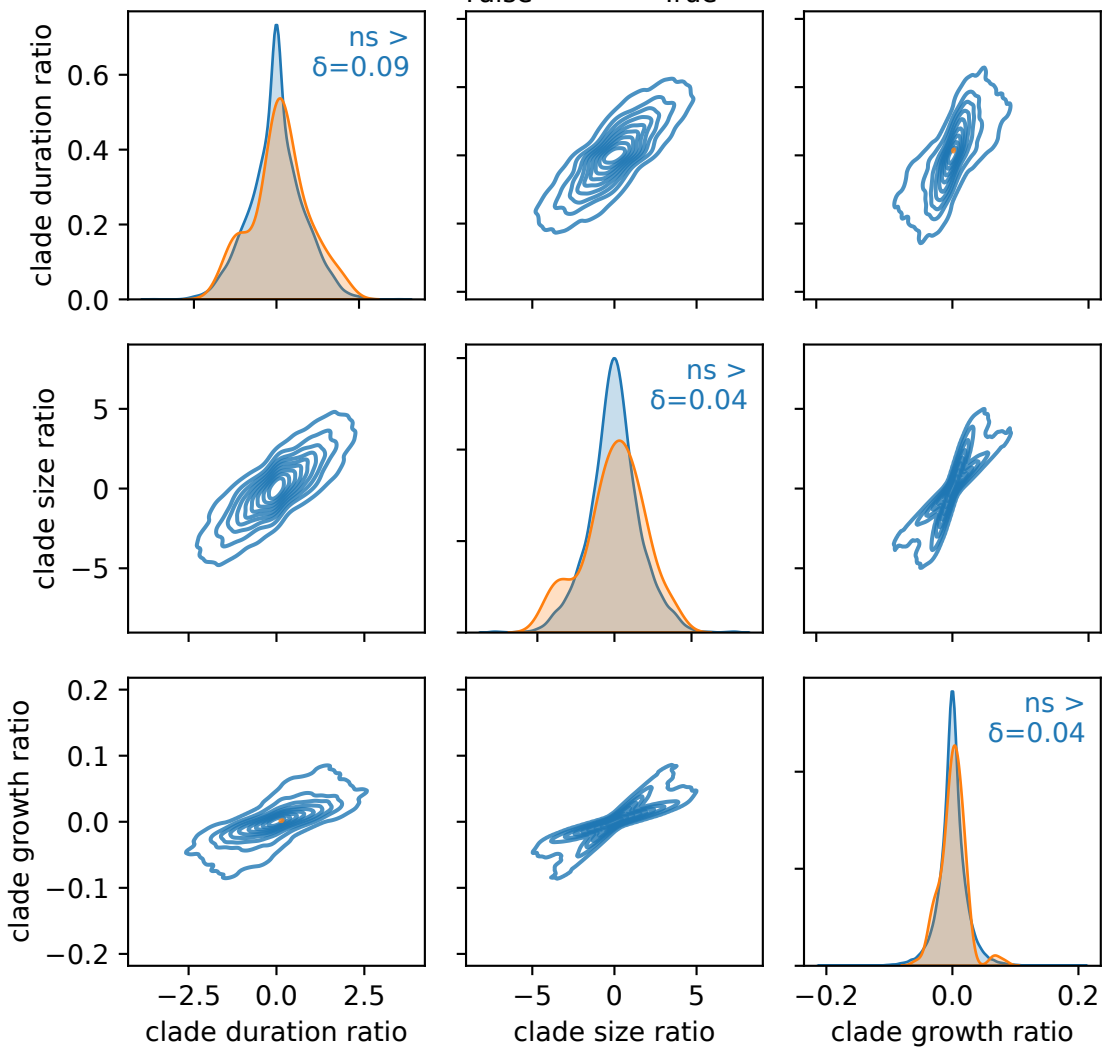 clade duration ratio
0.6
0.4
0.2
0.0
ns >
δ=0.09
clade size ratio
5
0
−5
ns >
δ=0.04
clade growth ratio
0.2
0.1
0.0
−0.1
−0.2
ns >
δ=0.04
−2.5 0.0 2.5
−5 0 5
−0.2 0.0 0.2
clade duration ratio
clade size ratio
clade growth ratio